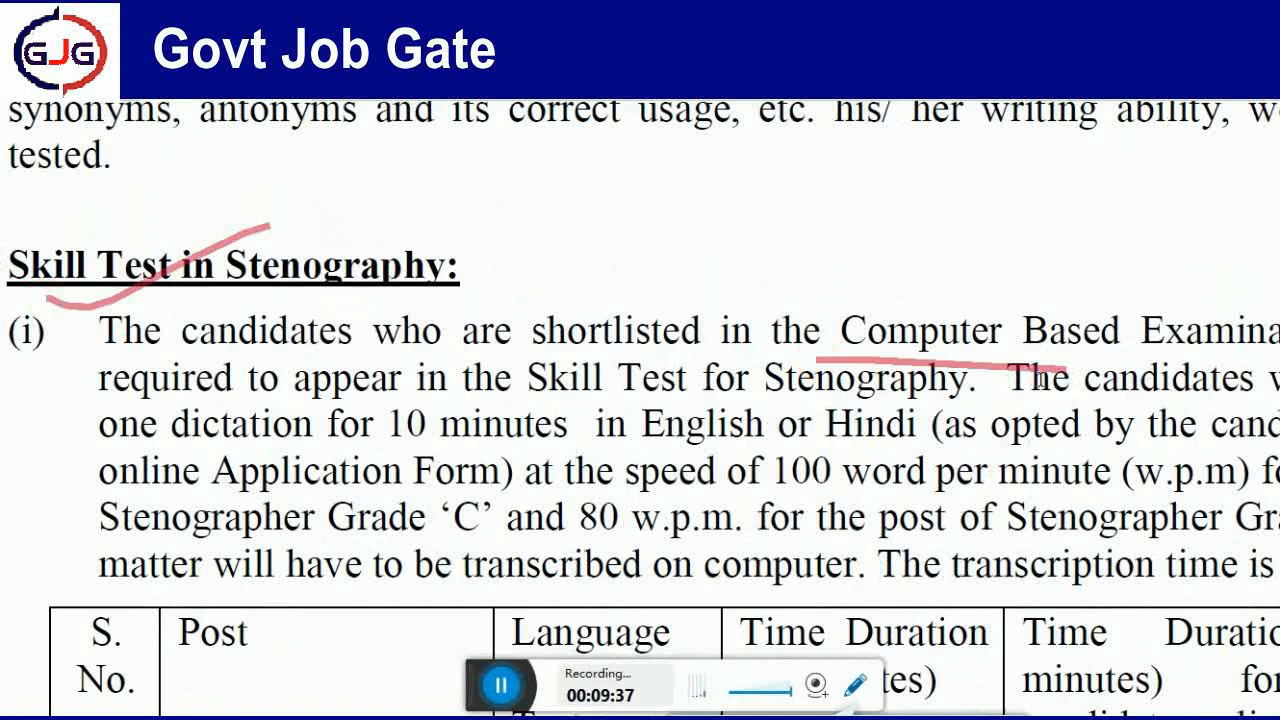 GJG
Govt Job Gate
synonyms, antonyms and its correct usage, etc. his/ her writing ability, wo
tested.
Skill Test in Stenography:
(i) The candidates who are shortlisted in the Computer Based Examina
required to appear in the Skill Test for Stenography. The candidates w
one dictation for 10 minutes in English or Hindi (as opted by the cand
online Application Form) at the speed of 100 word per minute (w.p.m) fo
Stenographer Grade ‘C’ and 80 w.p.m. for the post of Stenographer Gra
matter will have to be transcribed on computer. The transcription time is
S. Post Language Time Duration Time Duratio
No. tes) minutes) for
Recording...
00:09:37